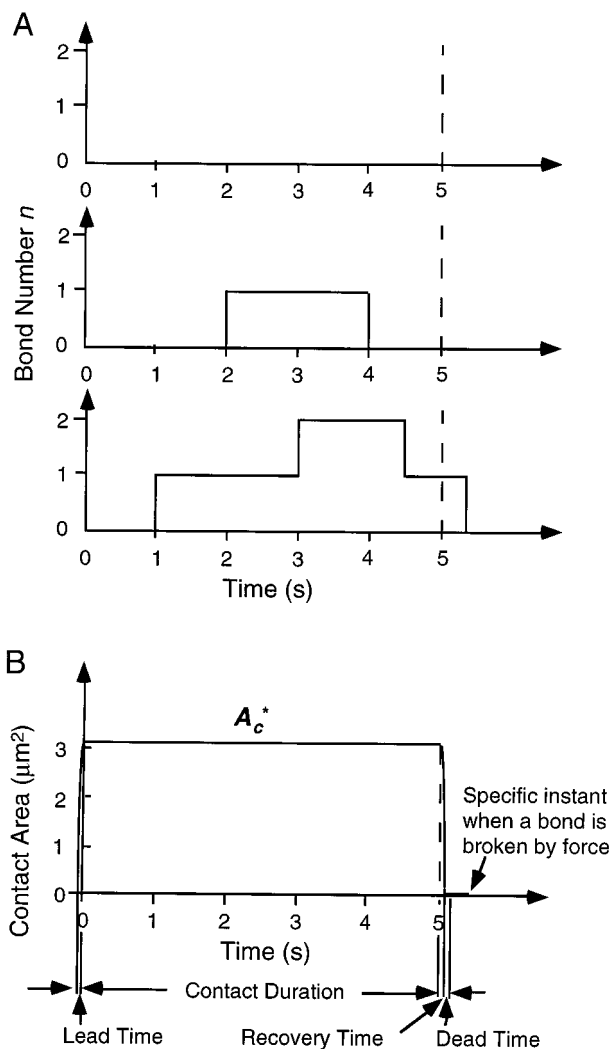 A
2
1
0
0 1 2 3 4 5
2
1
0
0 1 2 3 4 5
2
1
0
0 1 2 3 4 5
Bond Number n
Time (s)
B
Ac*
3
2
1
0
0 1 2 3 4 5
Contact Area (μm²)
Time (s)
Specific instant
when a bond is
broken by force
Contact Duration
Lead Time
Recovery Time
Dead Time